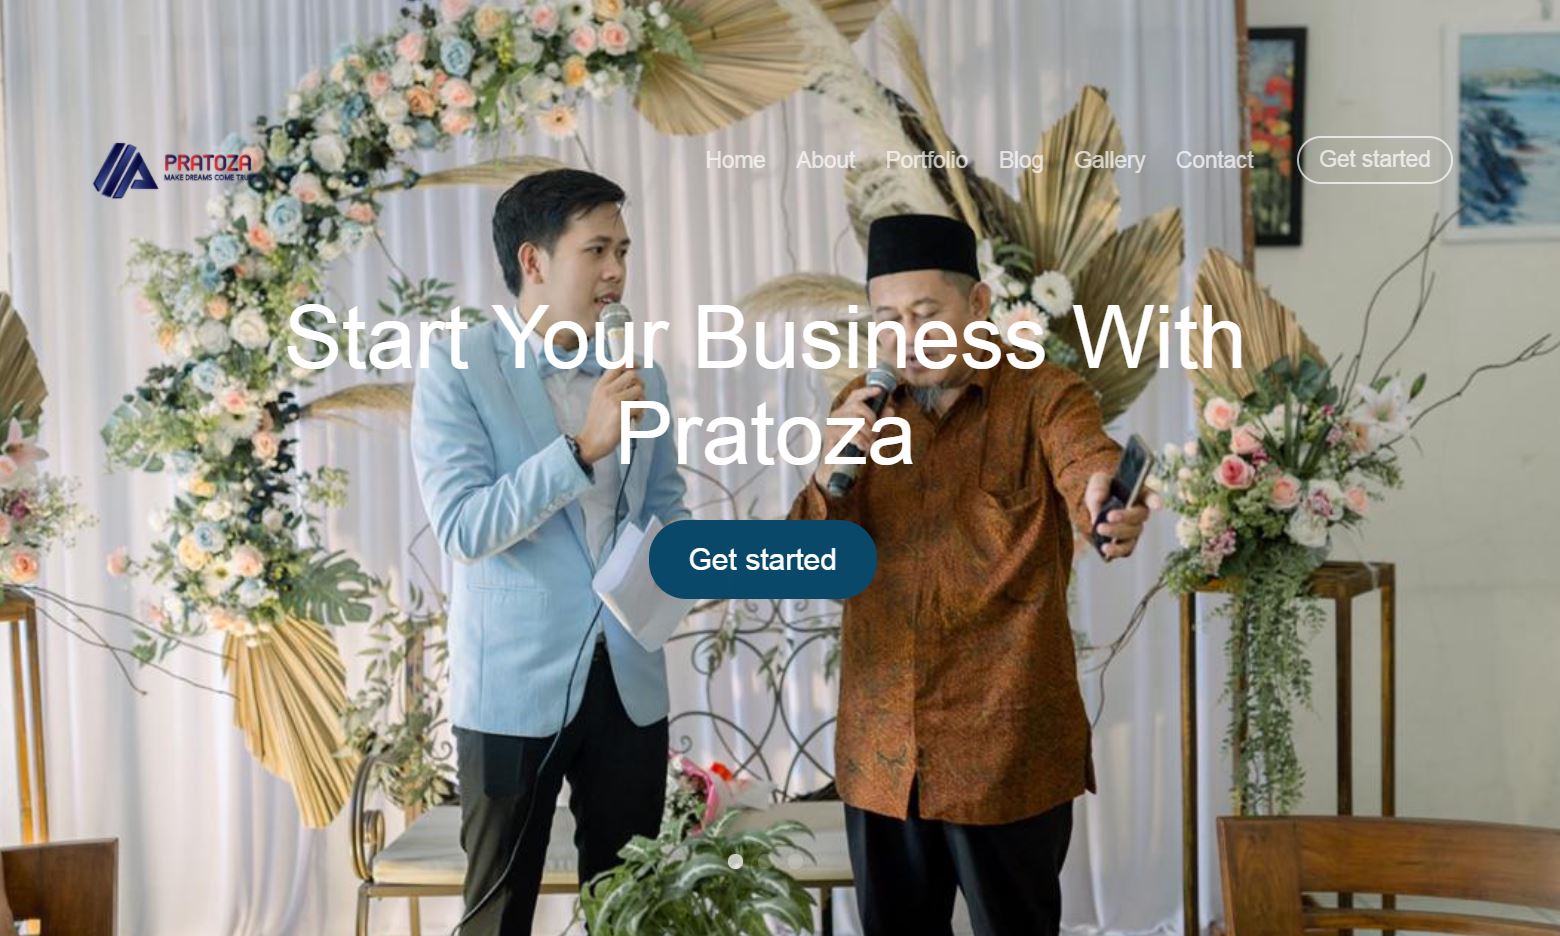 PRATOZA
MAKE DREAMS COME TRUE
Home About Portfolio Blog Gallery Contact Get started
Start Your Business With
Pratoza
Get started